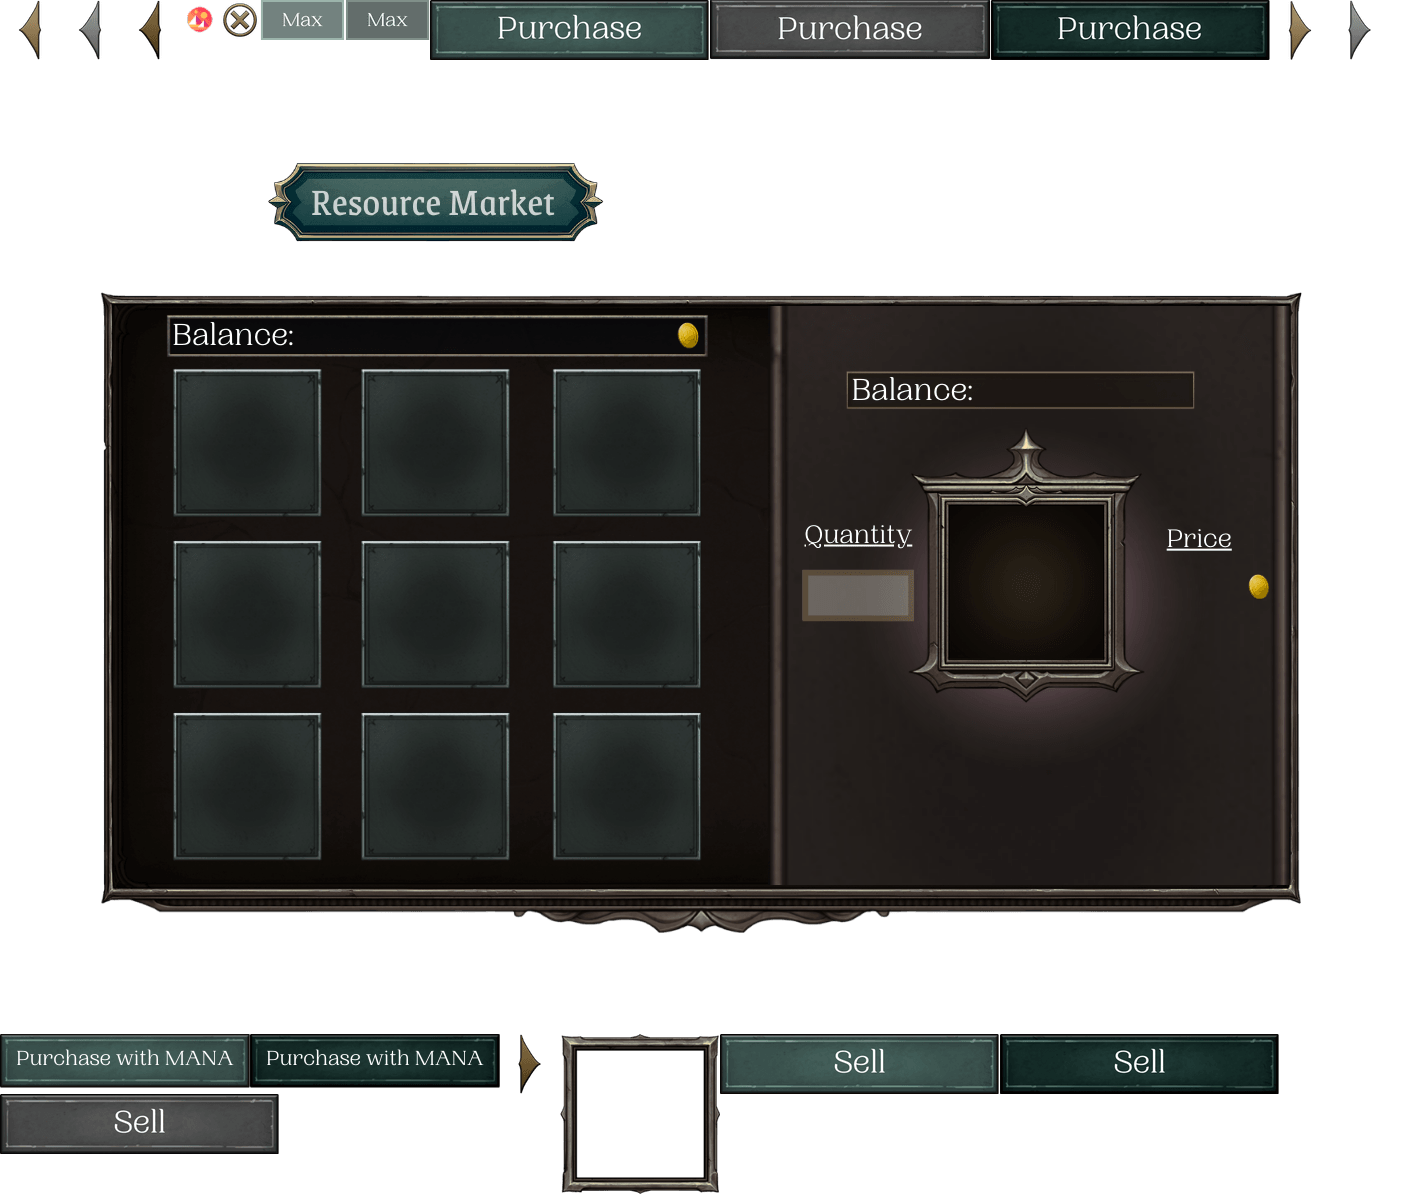 Max
Max
Purchase
Purchase
Purchase
Resource Market
Balance:
Balance:
Quantity
Price
Purchase with MANA
Purchase with MANA
Sell
Sell
Sell